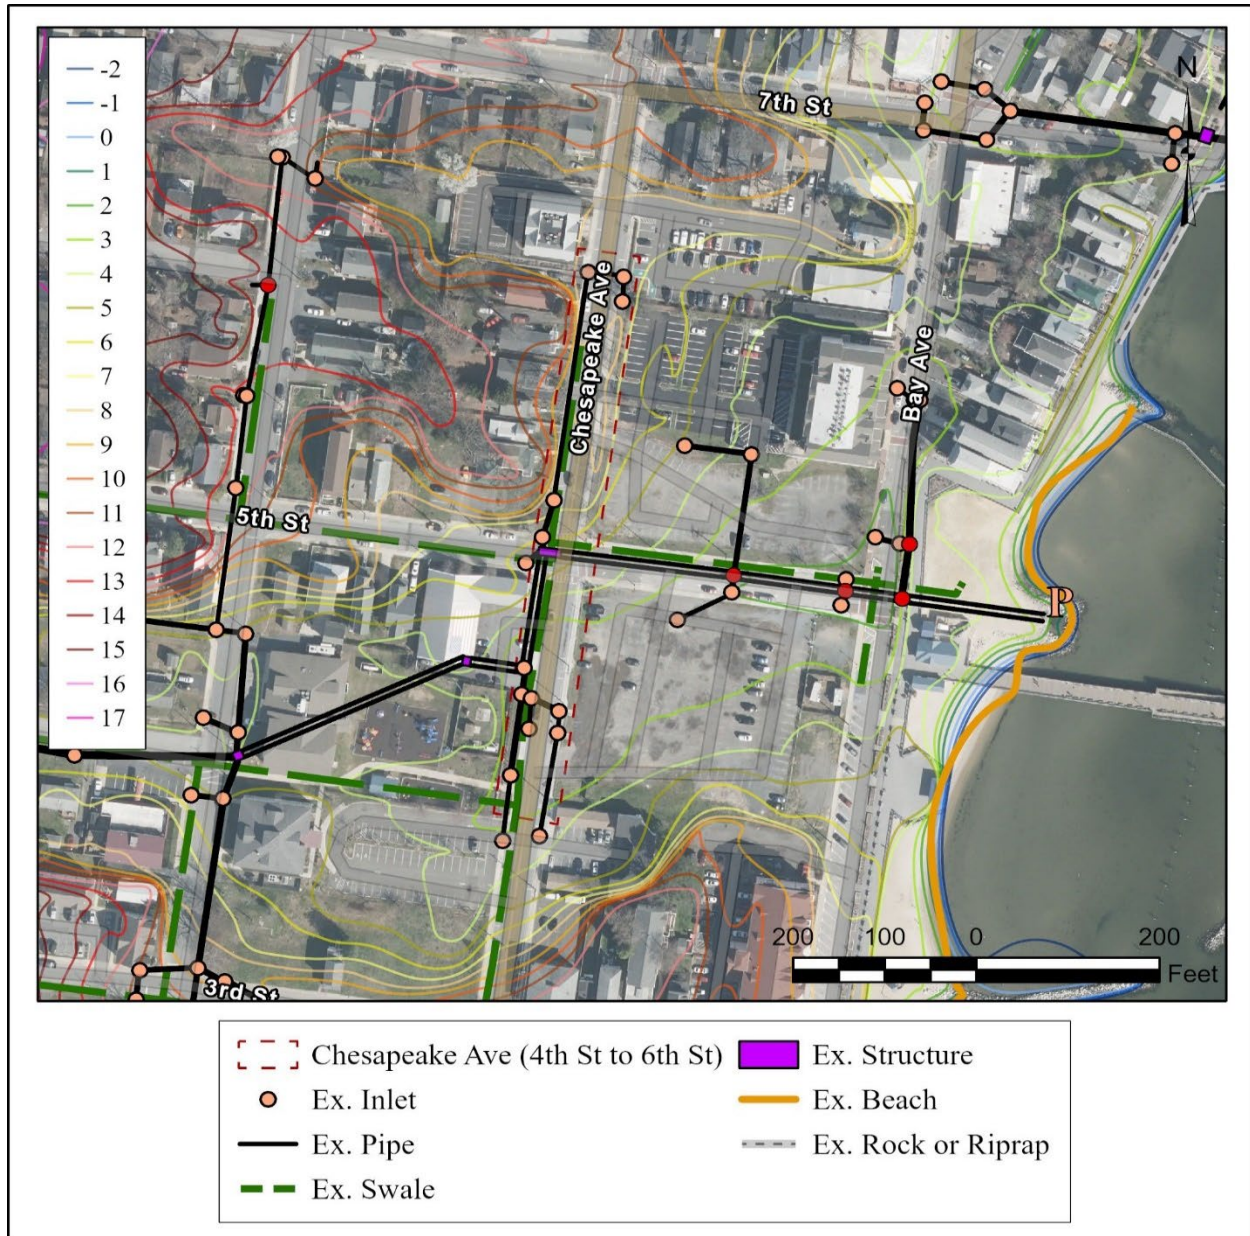 -2
-1
0
1
2
3
4
5
6
7
8
9
10
11
12
13
14
15
16
17
N
7th St
Chesapeake Ave
Bay Ave
5th St
P
3rd St
200 100 0 200
Feet
Chesapeake Ave (4th St to 6th St)
Ex. Structure
Ex. Inlet
Ex. Beach
Ex. Pipe
Ex. Rock or Riprap
Ex. Swale